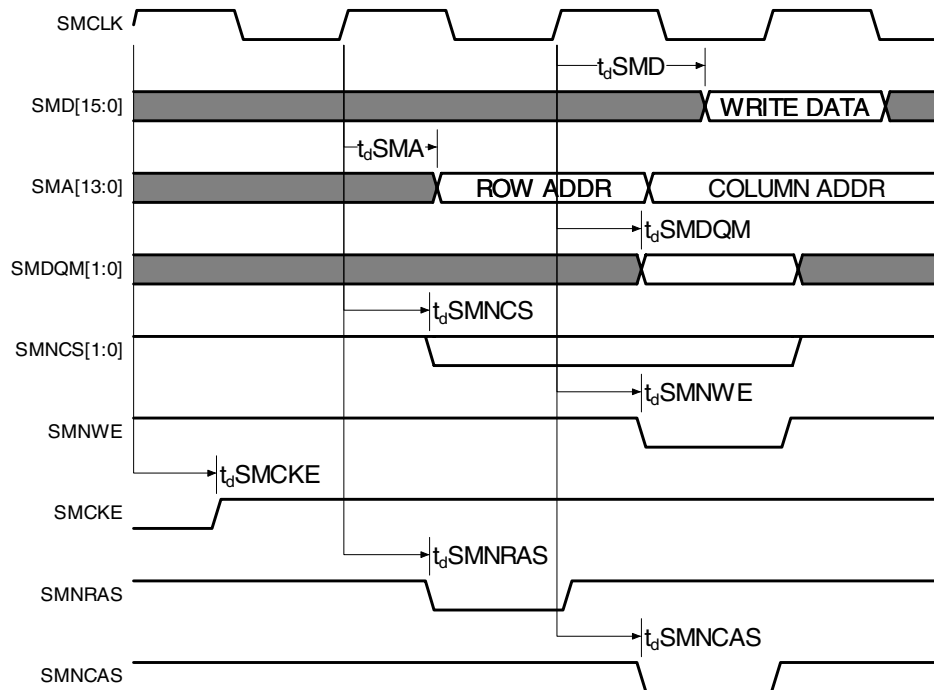 SMCLK
tdSMD
SMD[15:0]
WRITE DATA
tdSMA
SMA[13:0]
ROW ADDR
COLUMN ADDR
tdSMDQM
SMDQM[1:0]
tdSMNCS
SMNCS[1:0]
tdSMNWE
SMNWE
tdSMCKE
SMCKE
tdSMNRAS
SMNRAS
tdSMNCAS
SMNCAS